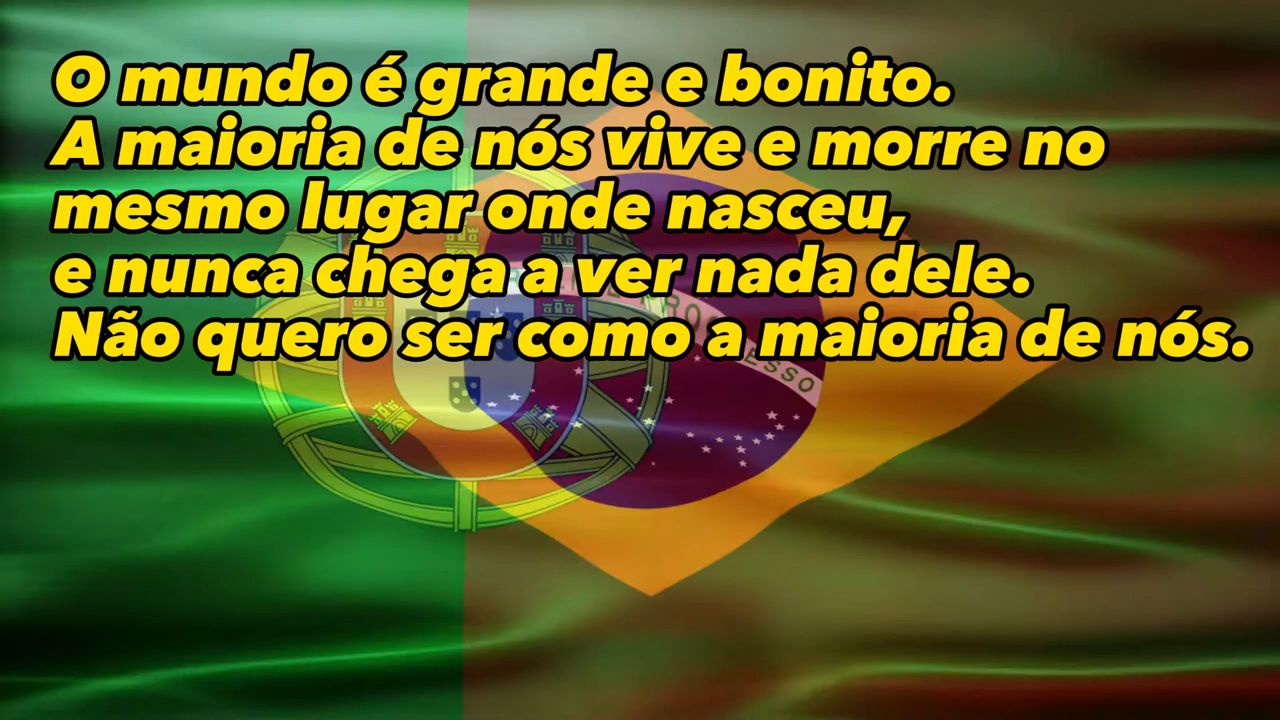 O mundo é grande e bonito.
A maioria de nós vive e morre no
mesmo lugar onde nasceu,
e nunca chega a ver nada dele.
Não quero ser como a maioria de nós.
ESSO